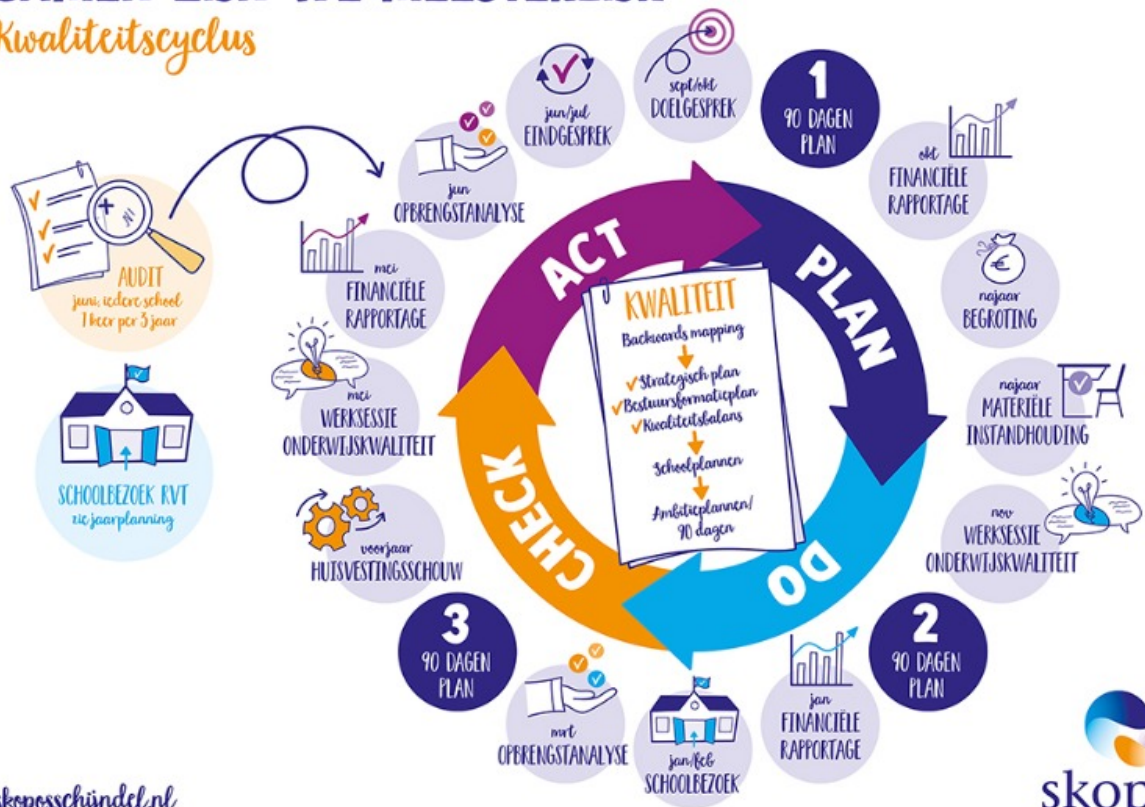 Kwaliteitscyclus
sept/okt
DOELGESPREK
1
90 DAGEN
PLAN
okt
FINANCIËLE
RAPPORTAGE
najaar
BEGROTING
najaar
MATERIËLE
INSTANDHOUDING
nov
WERKSESSIE
ONDERWIJSKWALITEIT
2
90 DAGEN
PLAN
jan
FINANCIËLE
RAPPORTAGE
jan/feb
SCHOOLBEZOEK
mrt
OPBRENGSTANALYSE
3
90 DAGEN
PLAN
voorjaar
HUISVESTINGSSCHOUW
mei
WERKSESSIE
ONDERWIJSKWALITEIT
mei
FINANCIËLE
RAPPORTAGE
jun
OPBRENGSTANALYSE
jun/jul
EINDGESPREK
AUDIT
juni, iedere school
1 keer per 3 jaar
SCHOOLBEZOEK RVT
zie jaarplanning
ACT
PLAN
DO
CHECK
KWALITEIT
Backwards mapping
Strategisch plan
Bestuursformatieplan
Kwaliteitsbalans
Schoolplannen
Ambitieplannen/
90 dagen
skoposschijndel.nl
skop